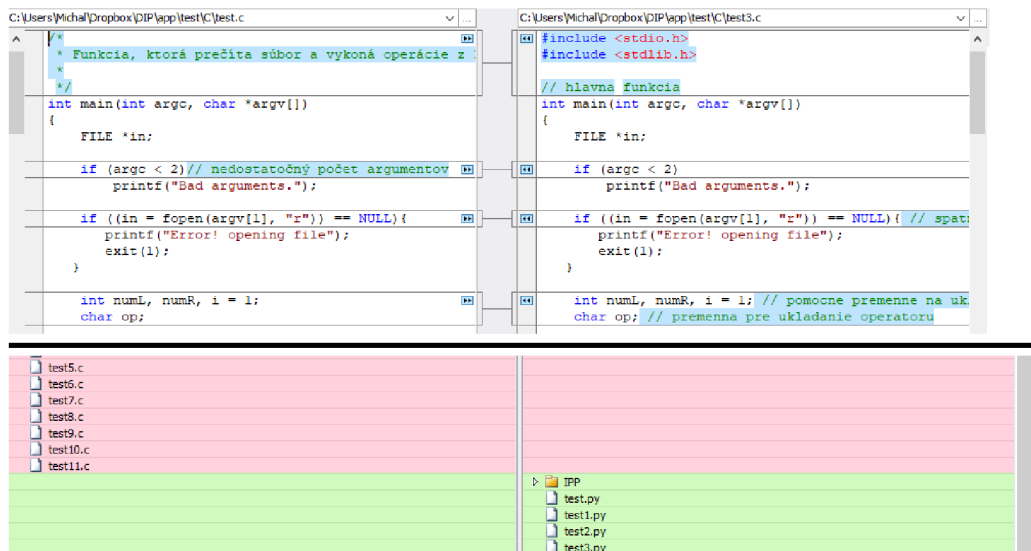 C:\Users\Michal\Dropbox\DIP\app\test\C\test.c
/*
* Funkcia, ktorá prečíta súbor a vykoná operácie z
*
*/
int main(int argc, char *argv[])
{
FILE *in;
if (argc < 2)// nedostatočný počet argumentov
printf("Bad arguments.");
if ((in = fopen(argv[1], "r")) == NULL){
printf("Error! opening file");
exit(1);
}
int numL, numR, i = 1;
char op;
C:\Users\Michal\Dropbox\DIP\app\test\C\test3.c
#include <stdio.h>
#include <stdlib.h>
// hlavna funkcia
int main(int argc, char *argv[])
{
FILE *in;
if (argc < 2)
printf("Bad arguments.");
if ((in = fopen(argv[1], "r")) == NULL){ //
printf("Error! opening file");
exit(1);
}
int numL, numR, i = 1; // pomocne premenne na
char op; // premenna pre ukladanie operatoru
test5.c
test6.c
test7.c
test8.c
test9.c
test10.c
test11.c
IPP
test.py
test1.py
test2.py
test3.py